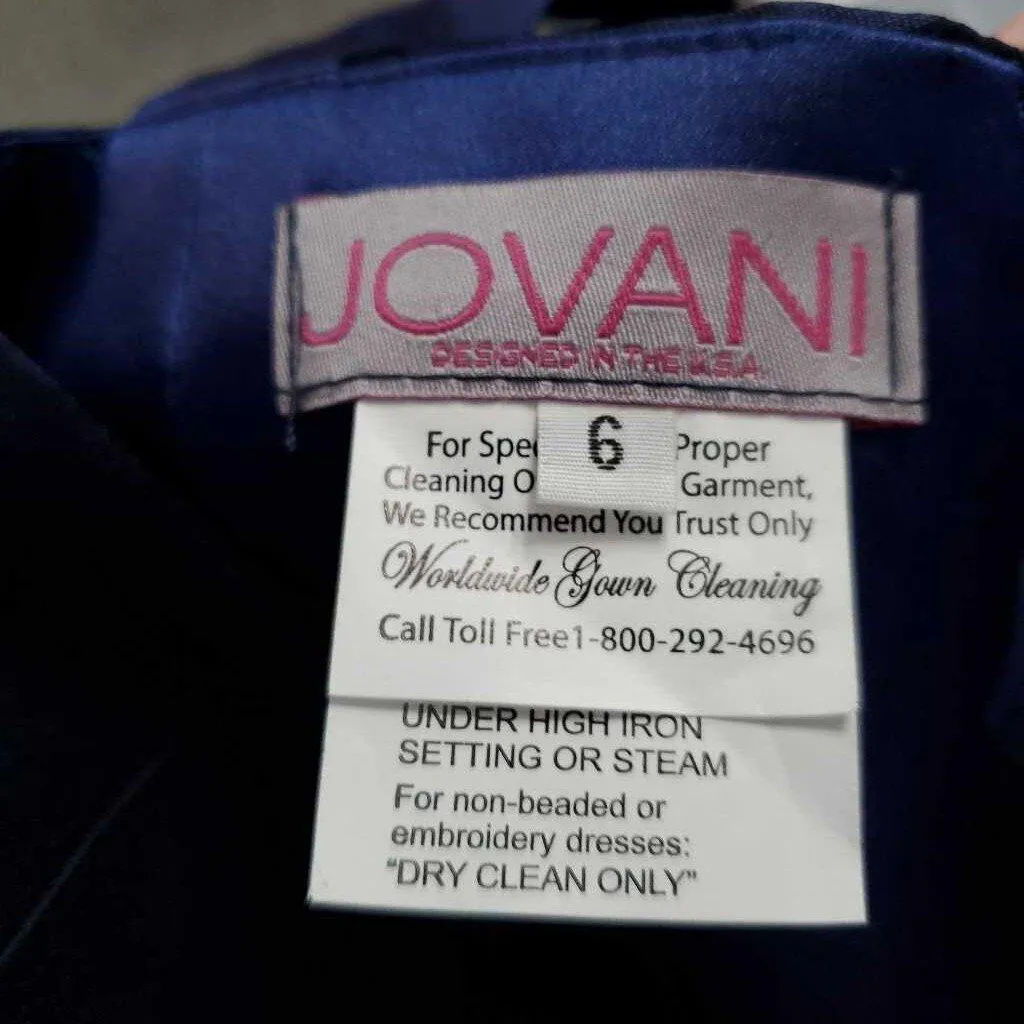 JOVANI
DESIGNED IN THE U.S.A.
6
For Spe Proper
Cleaning O Garment,
We Recommend You Trust Only
Worldwide Gown Cleaning
Call Toll Free1-800-292-4696
UNDER HIGH IRON
SETTING OR STEAM
For non-beaded or
embroidery dresses:
"DRY CLEAN ONLY"